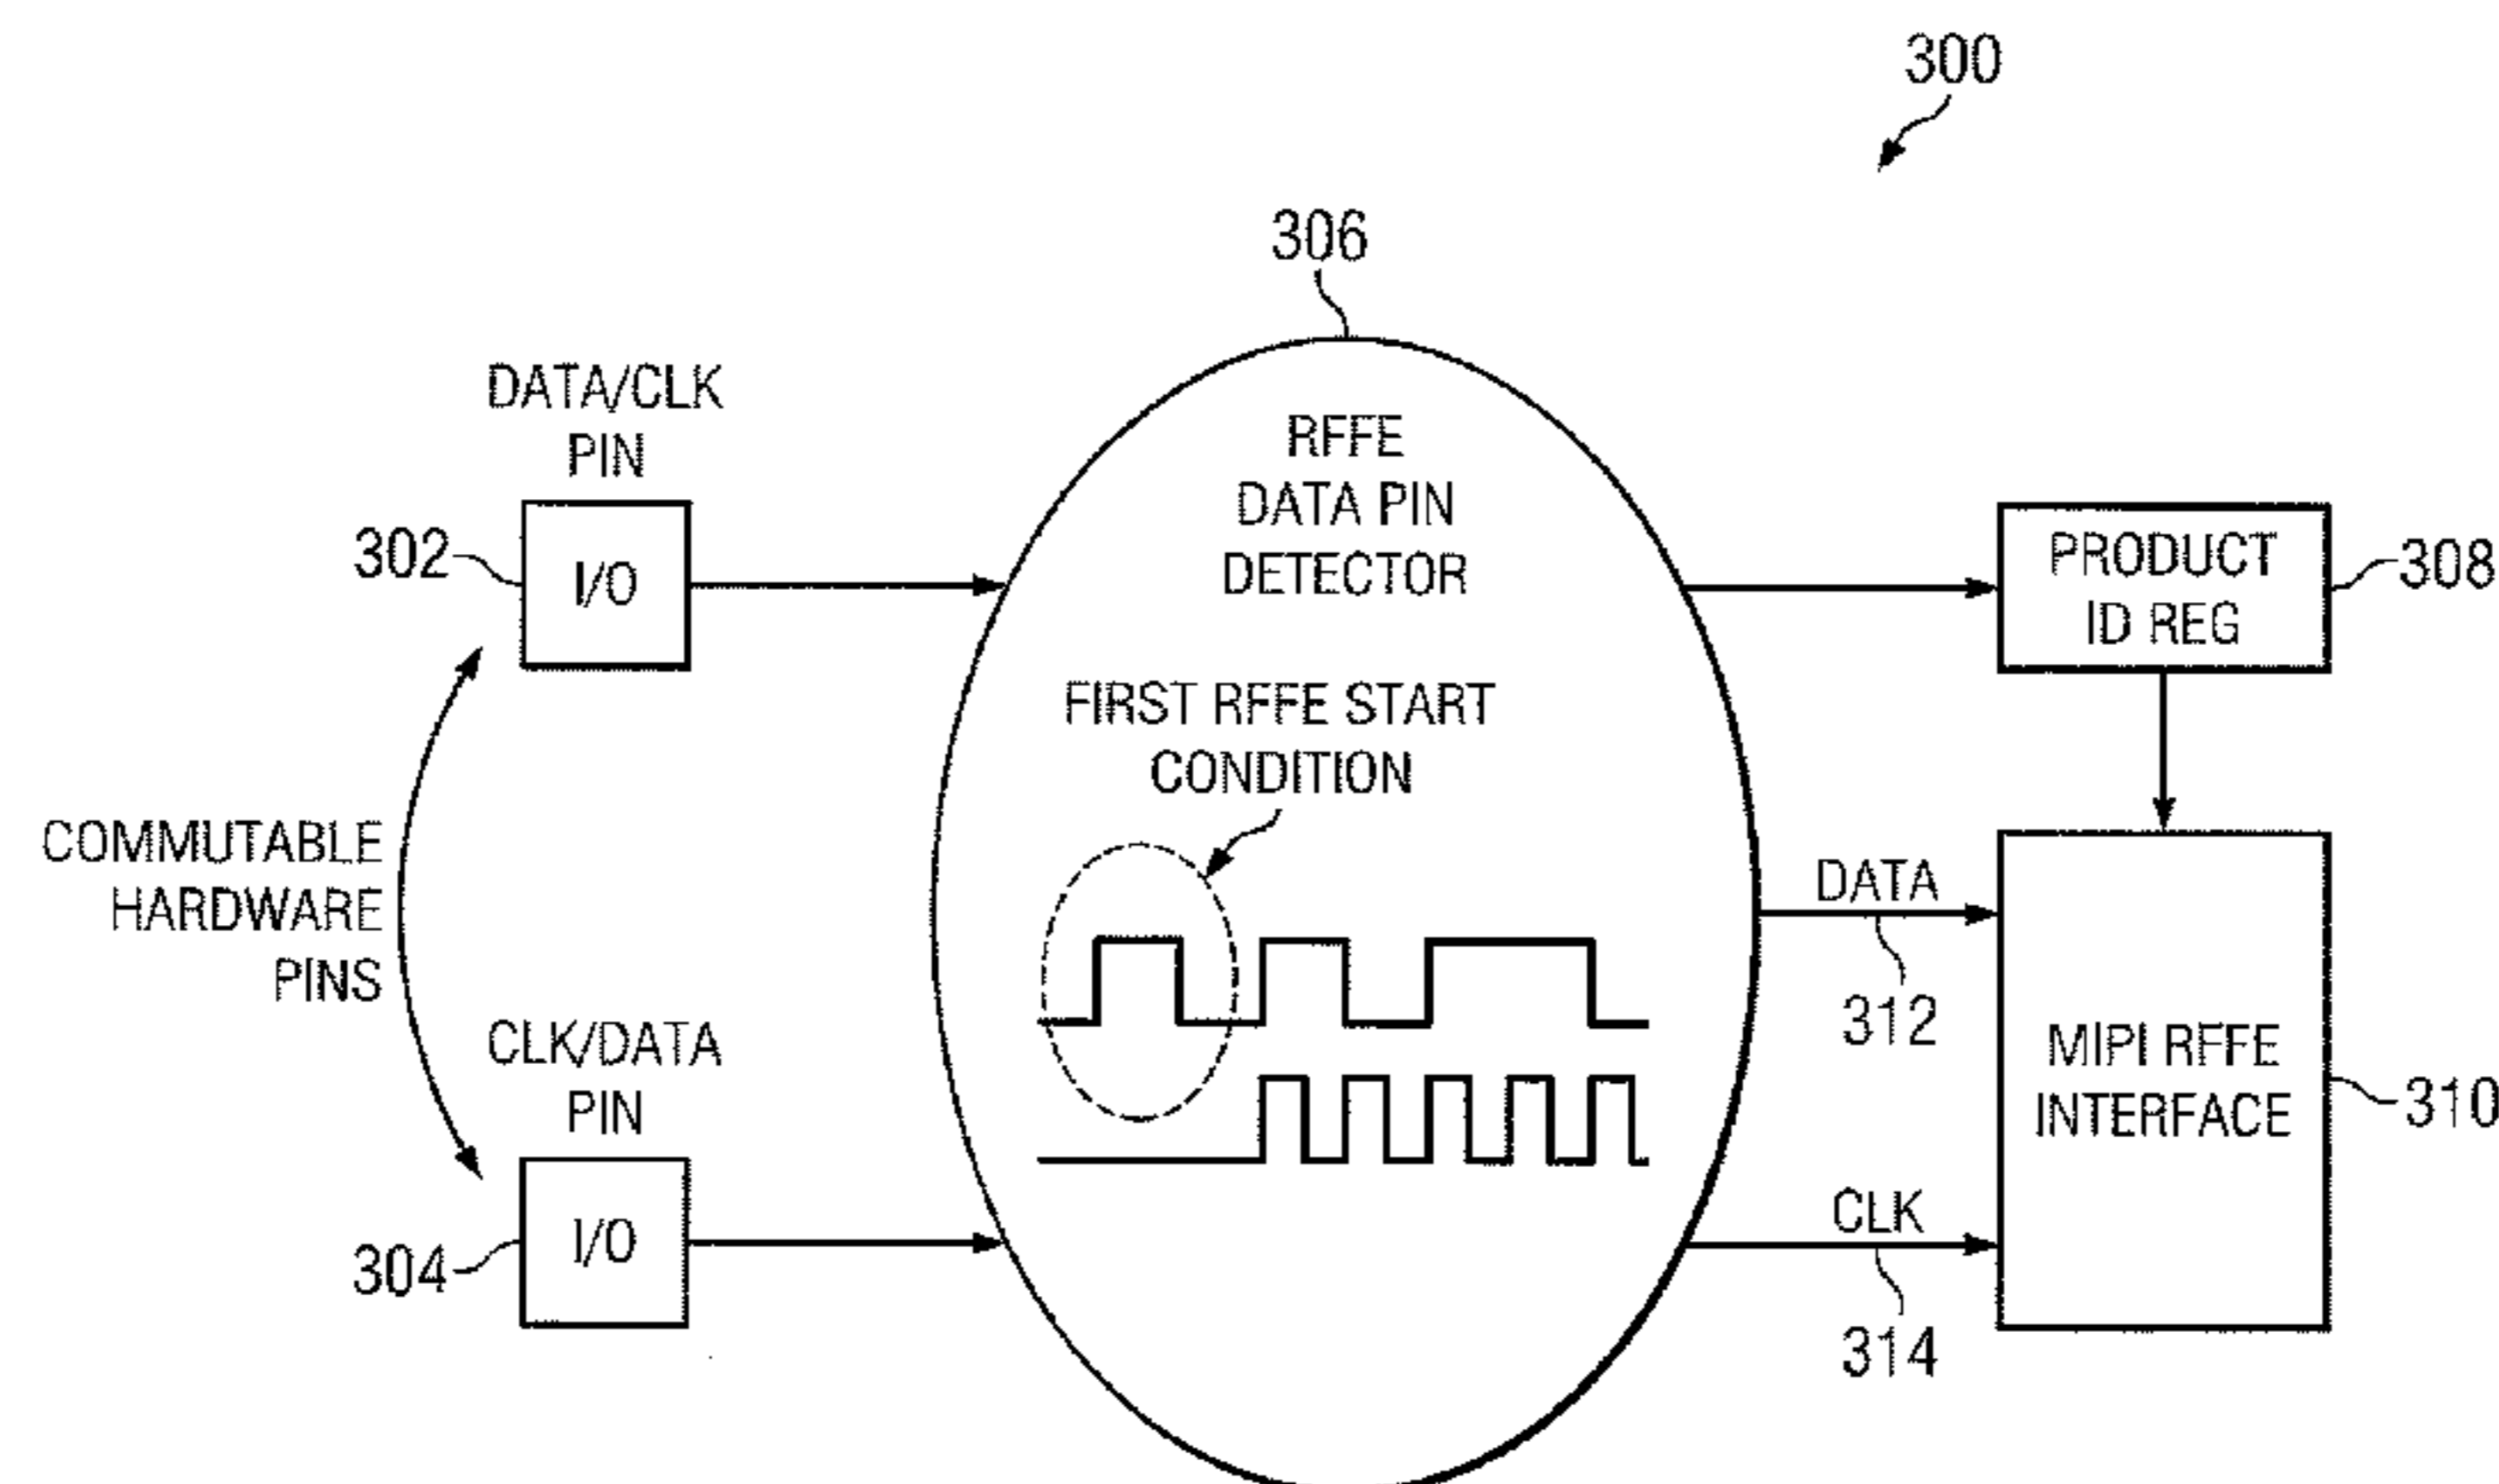 300
306
DATA/CLK
PIN
302
I/O
RFFE
DATA PIN
DETECTOR
PRODUCT
ID REG
308
FIRST RFFE START
CONDITION
COMMUTABLE
HARDWARE
PINS
DATA
312
CLK/DATA
PIN
304
I/O
MIPI RFFE
INTERFACE
310
CLK
314